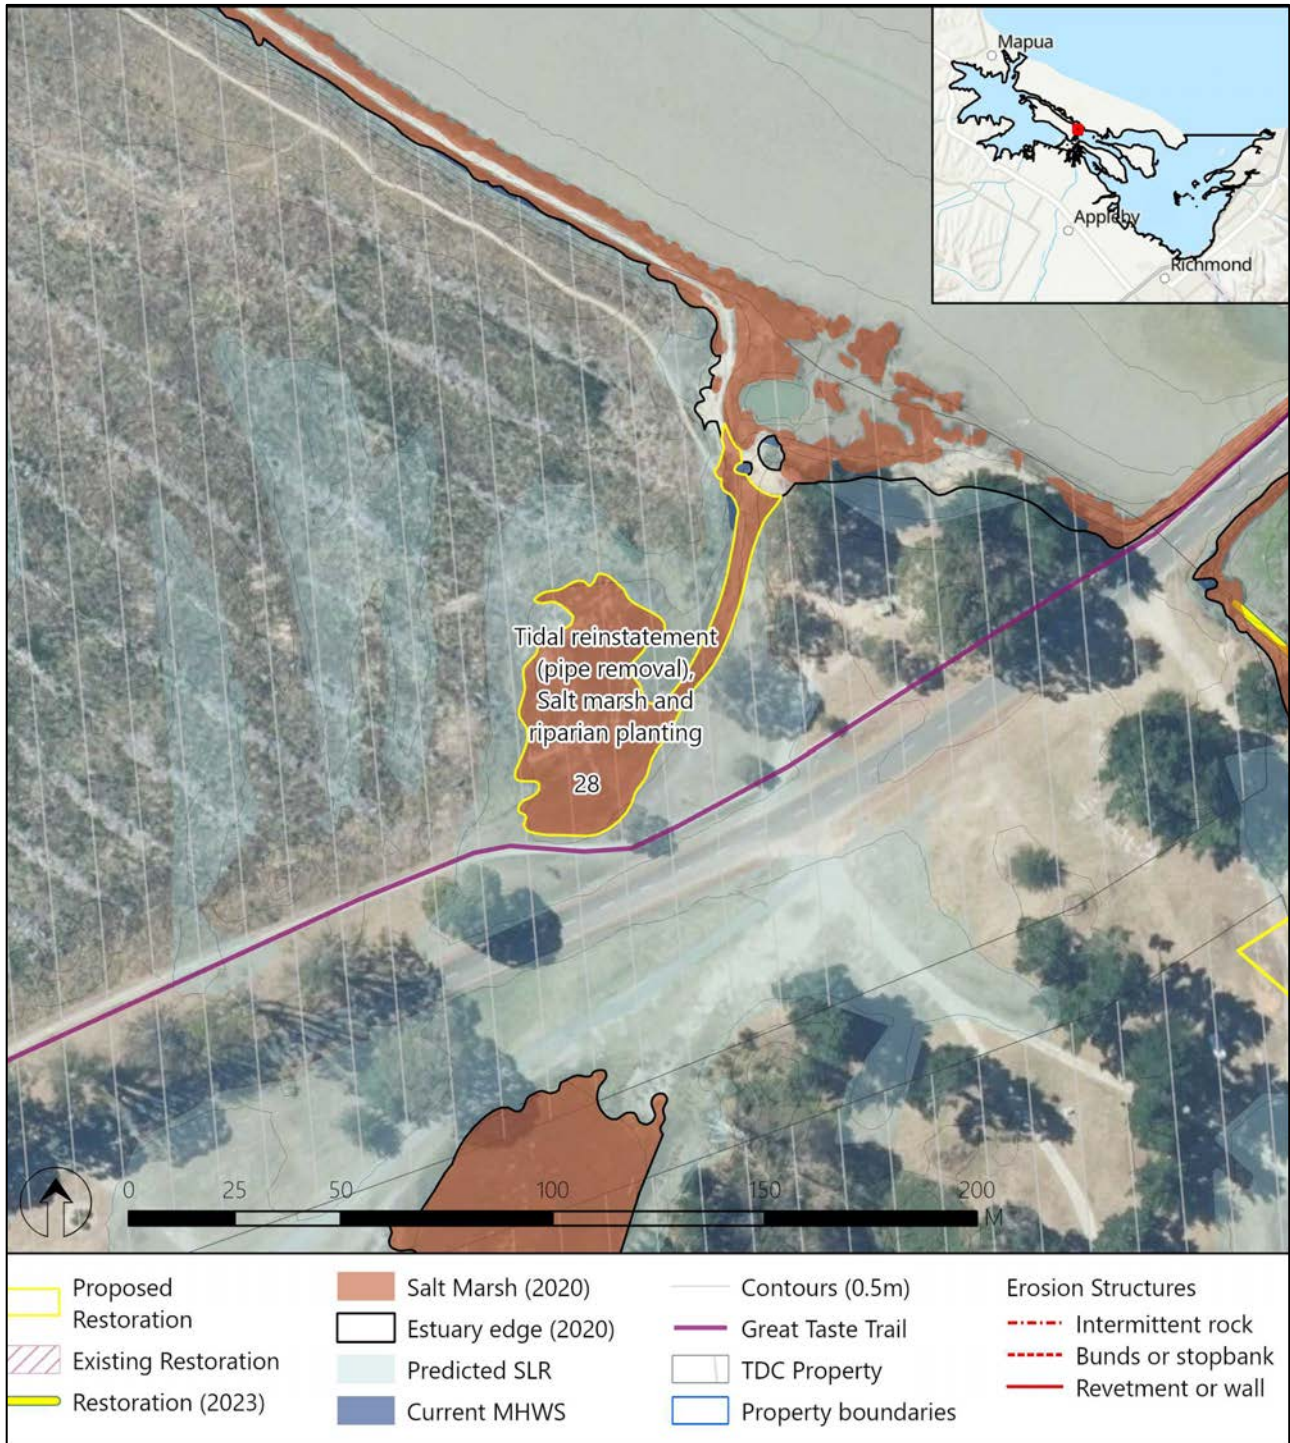 Mapua
Appleby
Richmond
Tidal reinstatement
(pipe removal),
Salt marsh and
riparian planting
28
0 25 50 100 150 200
M
Proposed
Restoration
Existing Restoration
Restoration (2023)
Salt Marsh (2020)
Estuary edge (2020)
Predicted SLR
Current MHWS
Contours (0.5m)
Great Taste Trail
TDC Property
Property boundaries
Erosion Structures
Intermittent rock
Bunds or stopbank
Revetment or wall